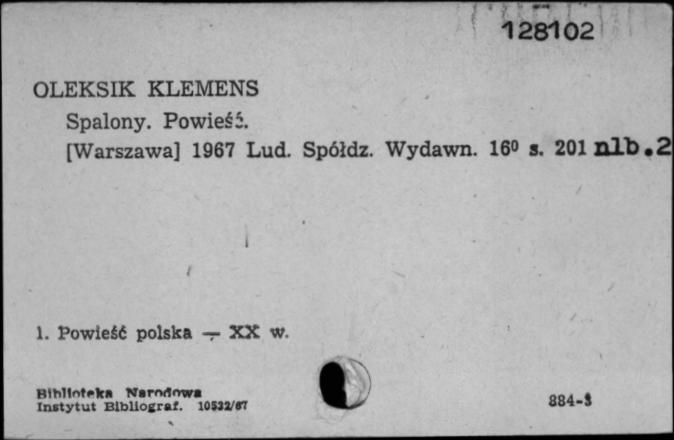 128102
OLEKSIK KLEMENS
Spalony. Powieść.
[Warszawa] 1967 Lud. Spółdz. Wydawn. 16⁰ s. 201 nlb.2
1. Powieść polska — XX w.
Biblioteka Narodowa
Instytut Bibliograf. 10532/67
884-3